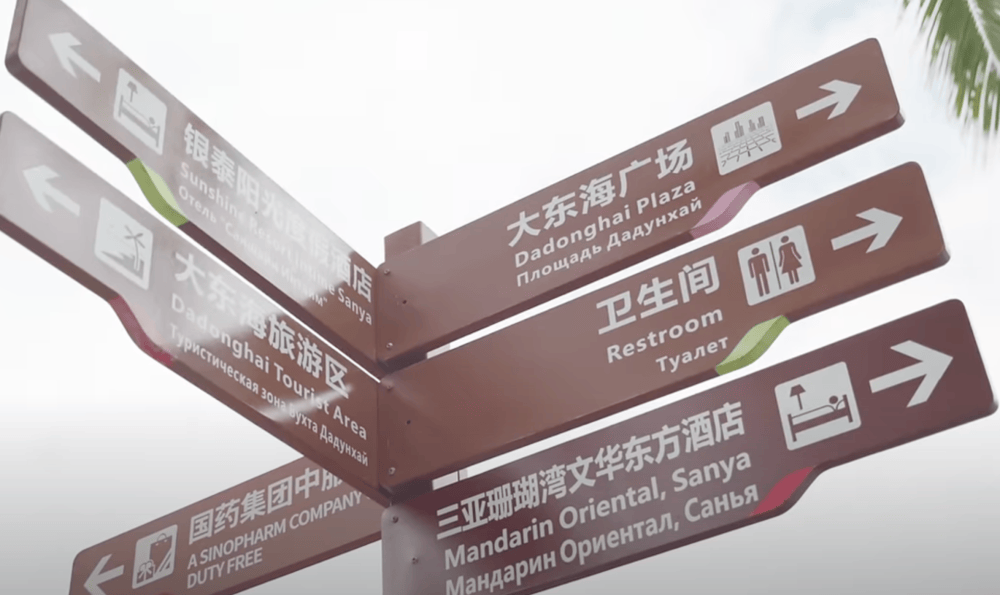 银泰阳光度假酒店
Sunshine Resort Intime Sanya
Отель
大东海旅游区
Dadonghai Tourist Area
Туристическая зона бухта Дадунхай
国药集团中服
A SINOPHARM COMPANY
DUTY FREE
大东海广场
Dadonghai Plaza
Площадь Дадунхай
卫生间
Restroom
Туалет
三亚珊瑚湾文华东方酒店
Mandarin Oriental, Sanya
Мандарин Ориентал, Санья